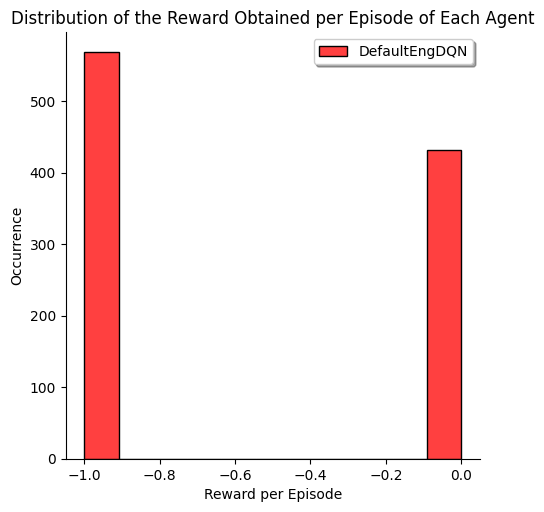 Distribution of the Reward Obtained per Episode of Each Agent
DefaultEngDQN
500
400
300
200
100
0
Occurrence
−1.0 −0.8 −0.6 −0.4 −0.2 0.0
Reward per Episode